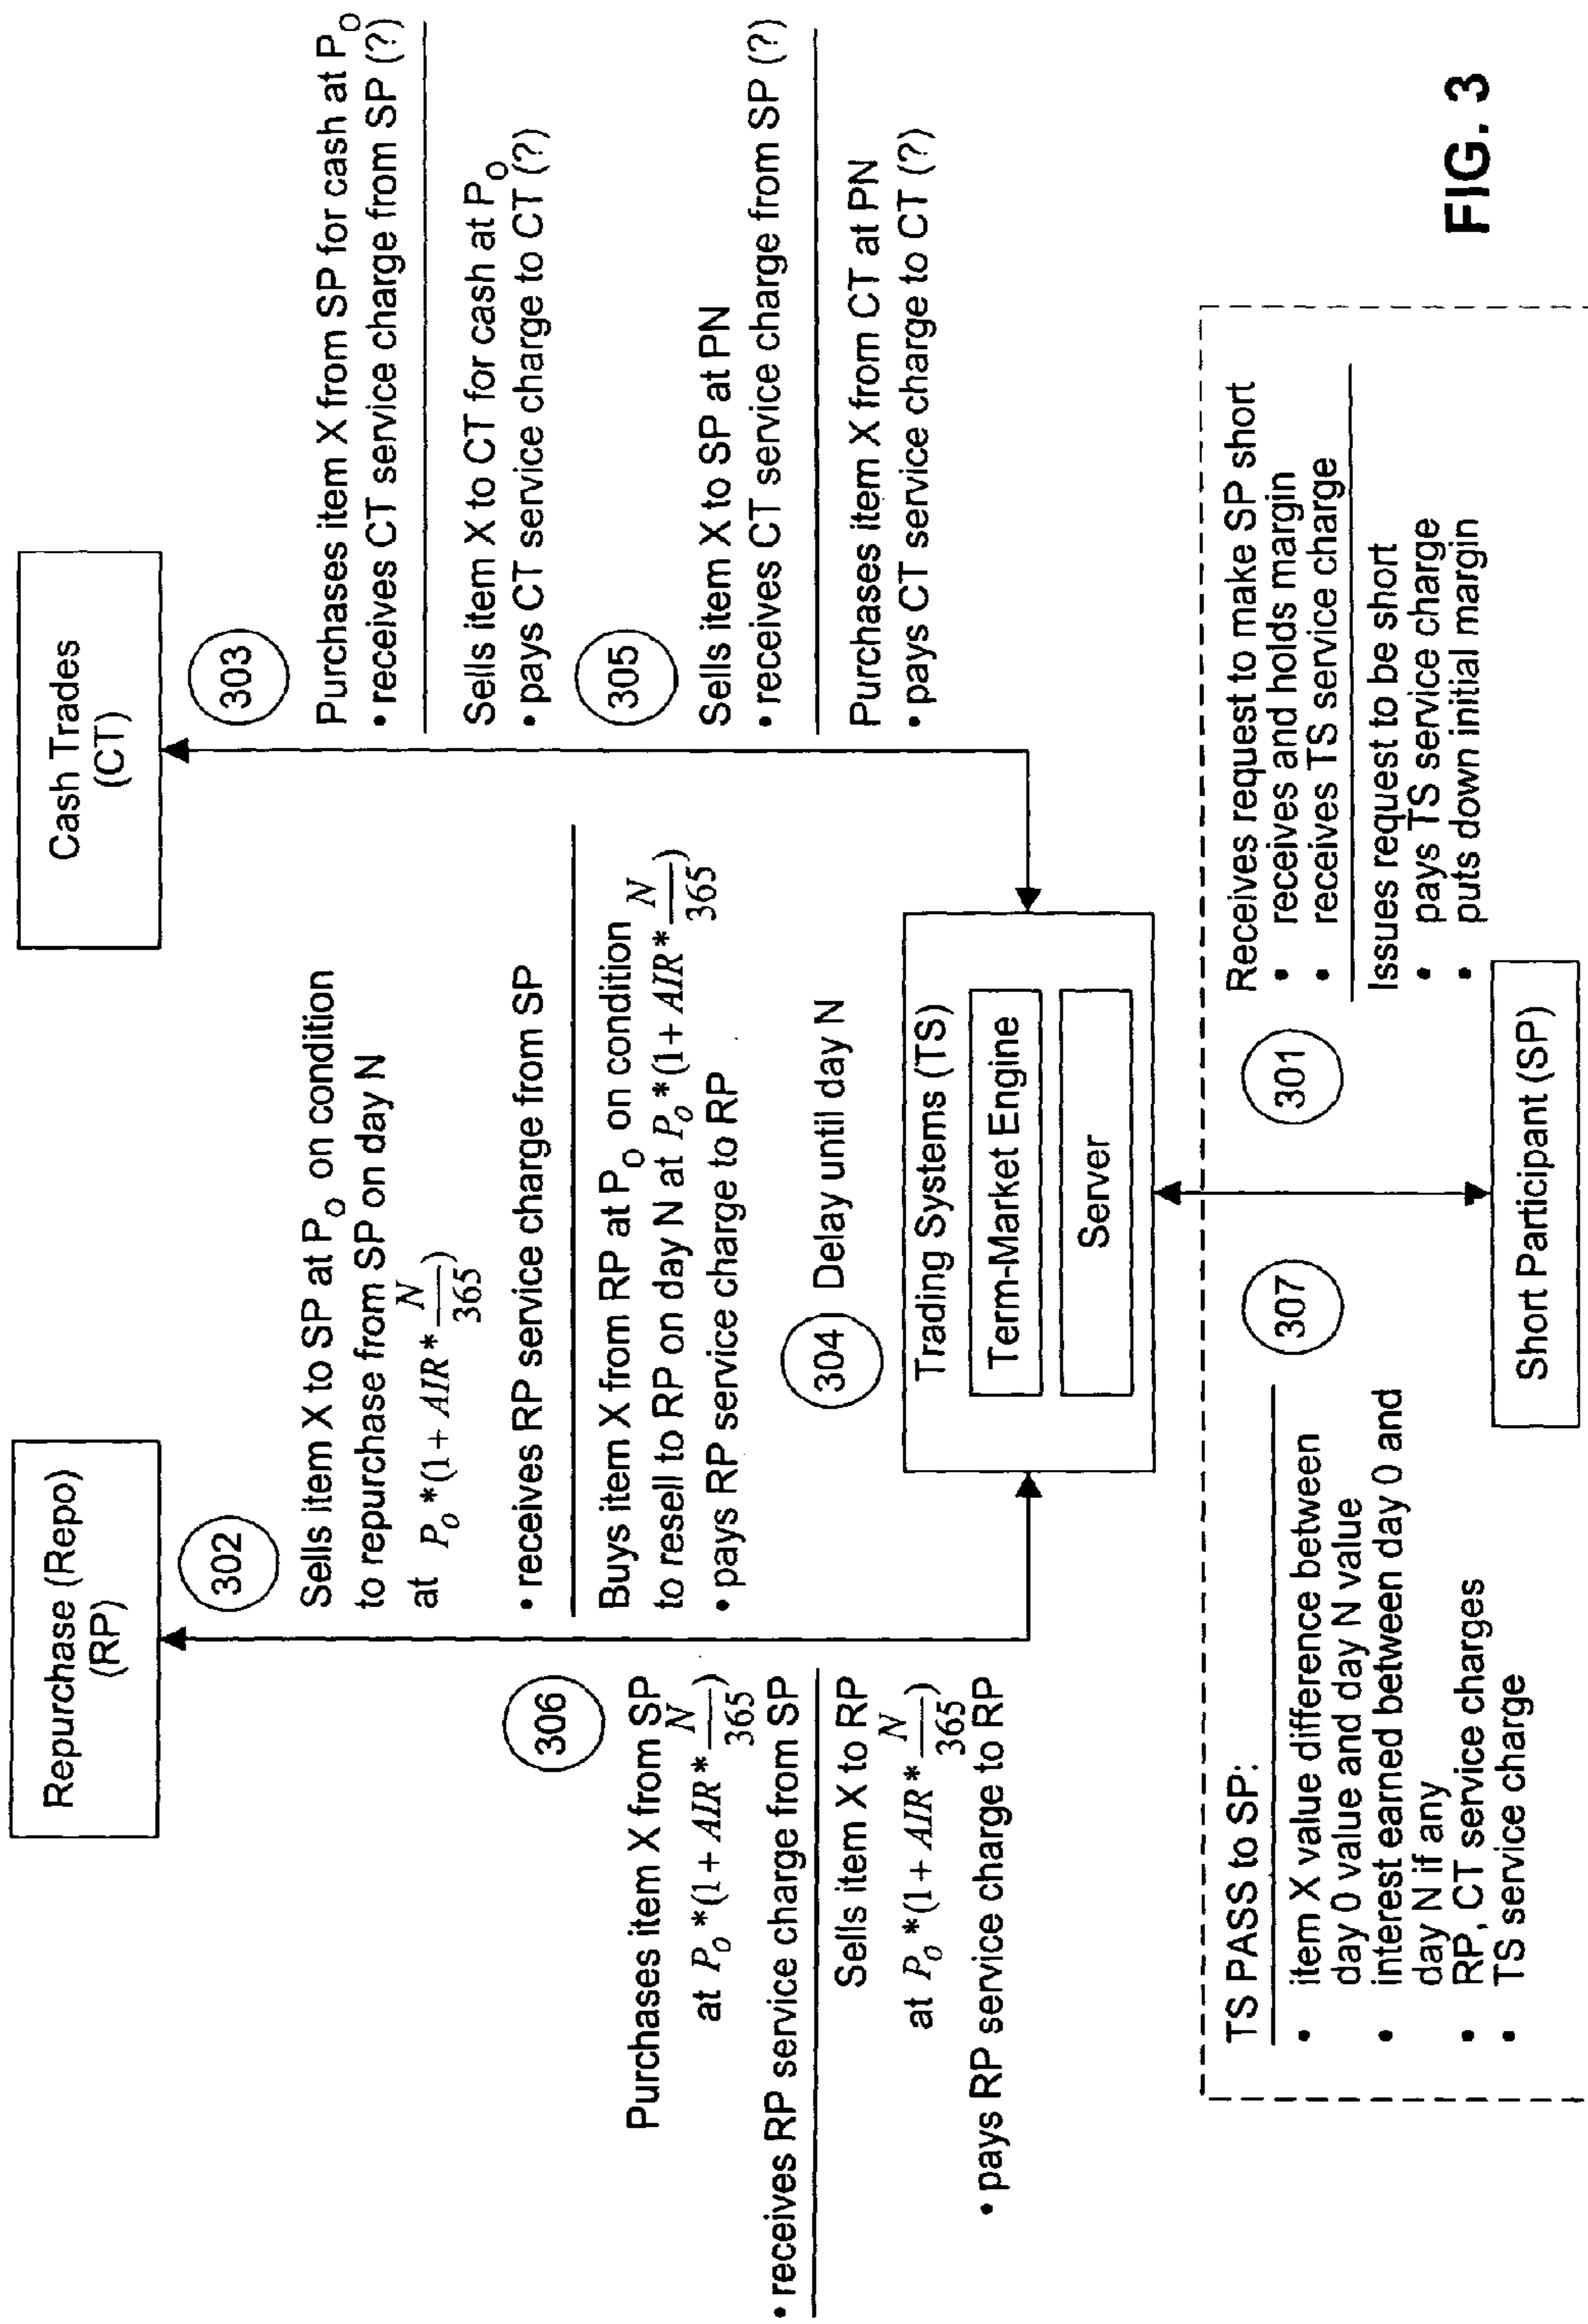 Repurchase (Repo)
(RP)
Cash Trades
(CT)
302
Sells item X to SP at P₀ on condition
to repurchase from SP on day N
at P₀*(1+ AIR*N/365)
• receives RP service charge from SP
Buys item X from RP at P₀ on condition
to resell to RP on day N at P₀*(1+ AIR*N/365)
• pays RP service charge to RP
303
Purchases item X from SP for cash at P₀
• receives CT service charge from SP (?)
Sells item X to CT for cash at P₀
• pays CT service charge to CT (?)
305
Sells item X to SP at PN
• receives CT service charge from SP (?)
Purchases item X from CT at PN
• pays CT service charge to CT (?)
306
Purchases item X from SP
at P₀*(1+ AIR*N/365)
• receives RP service charge from SP
Sells item X to RP
at P₀*(1+ AIR*N/365)
• pays RP service charge to RP
304 Delay until day N
Trading Systems (TS)
Term-Market Engine
Server
TS PASS to SP:
• item X value difference between
day 0 value and day N value
• interest earned between day 0 and
day N if any
• RP, CT service charges
• TS service charge
307
301
Receives request to make SP short
• receives and holds margin
• receives TS service charge
Issues request to be short
• pays TS service charge
• puts down initial margin
Short Participant (SP)
FIG. 3